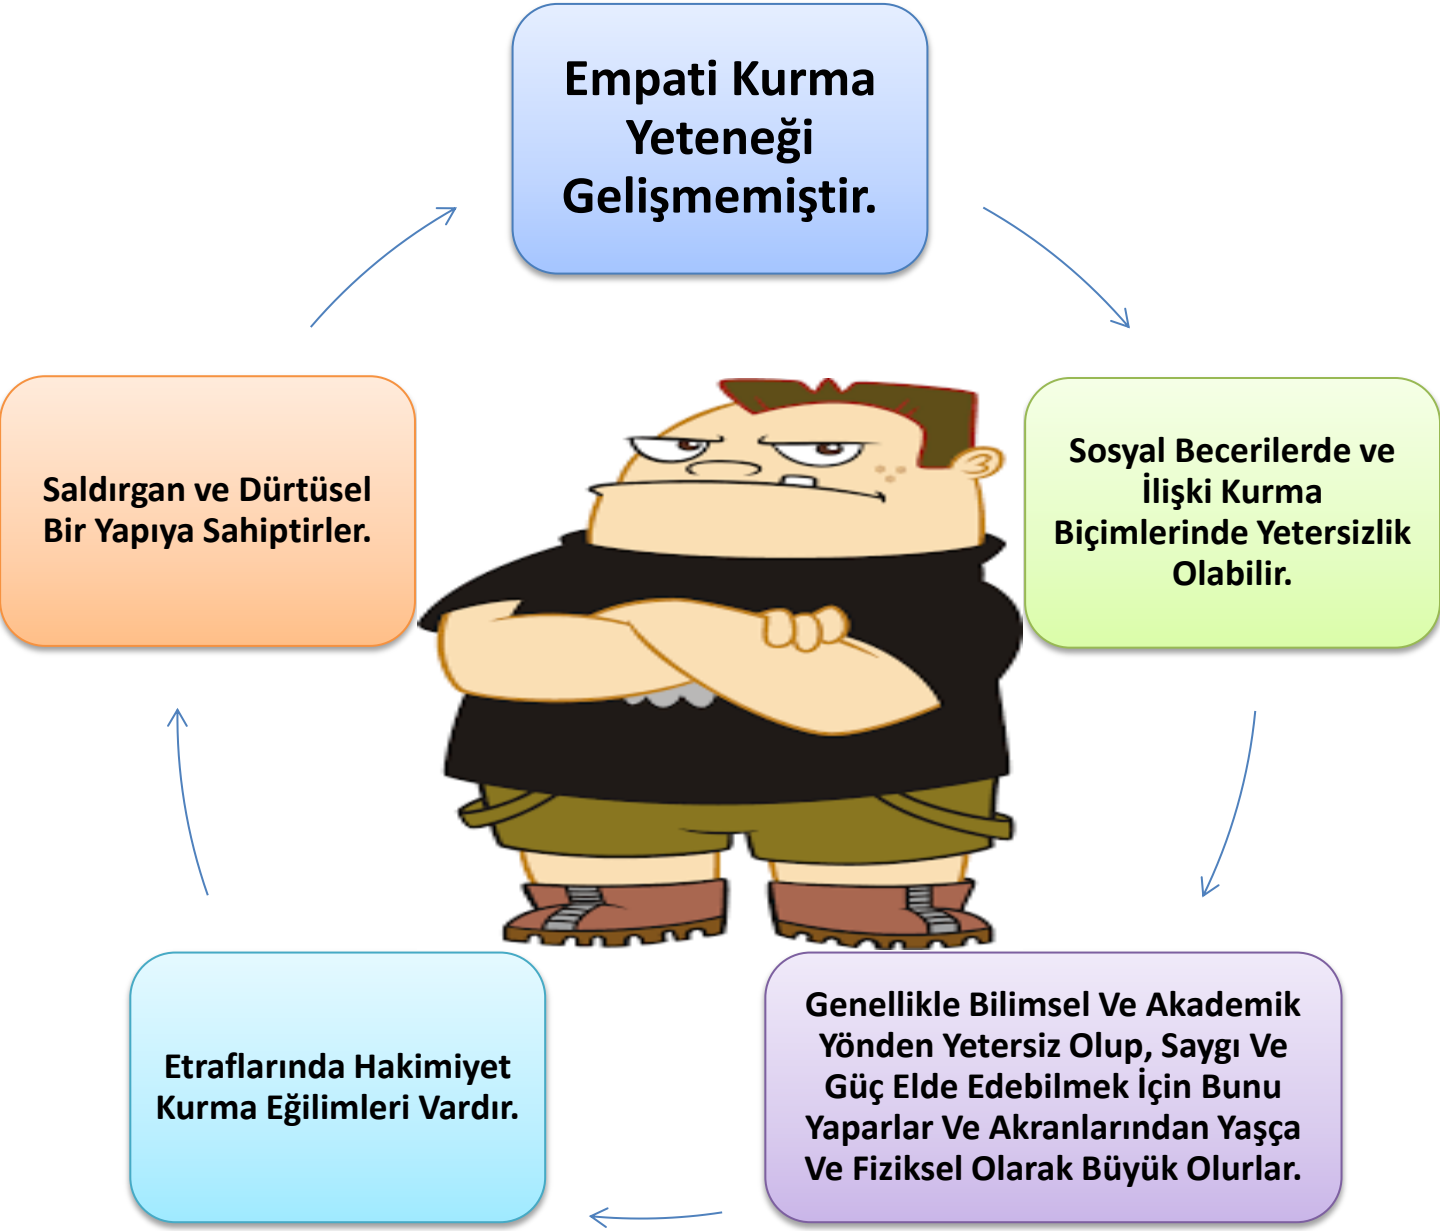 Empati Kurma
Yeteneği
Gelişmemiştir.
Sosyal Becerilerde ve
İlişki Kurma
Biçimlerinde Yetersizlik
Olabilir.
Genellikle Bilimsel Ve Akademik
Yönden Yetersiz Olup, Saygı Ve
Güç Elde Edebilmek İçin Bunu
Yaparlar Ve Akranlarından Yaşça
Ve Fiziksel Olarak Büyük Olurlar.
Etraflarında Hakimiyet
Kurma Eğilimleri Vardır.
Saldırgan ve Dürtüsel
Bir Yapıya Sahiptirler.